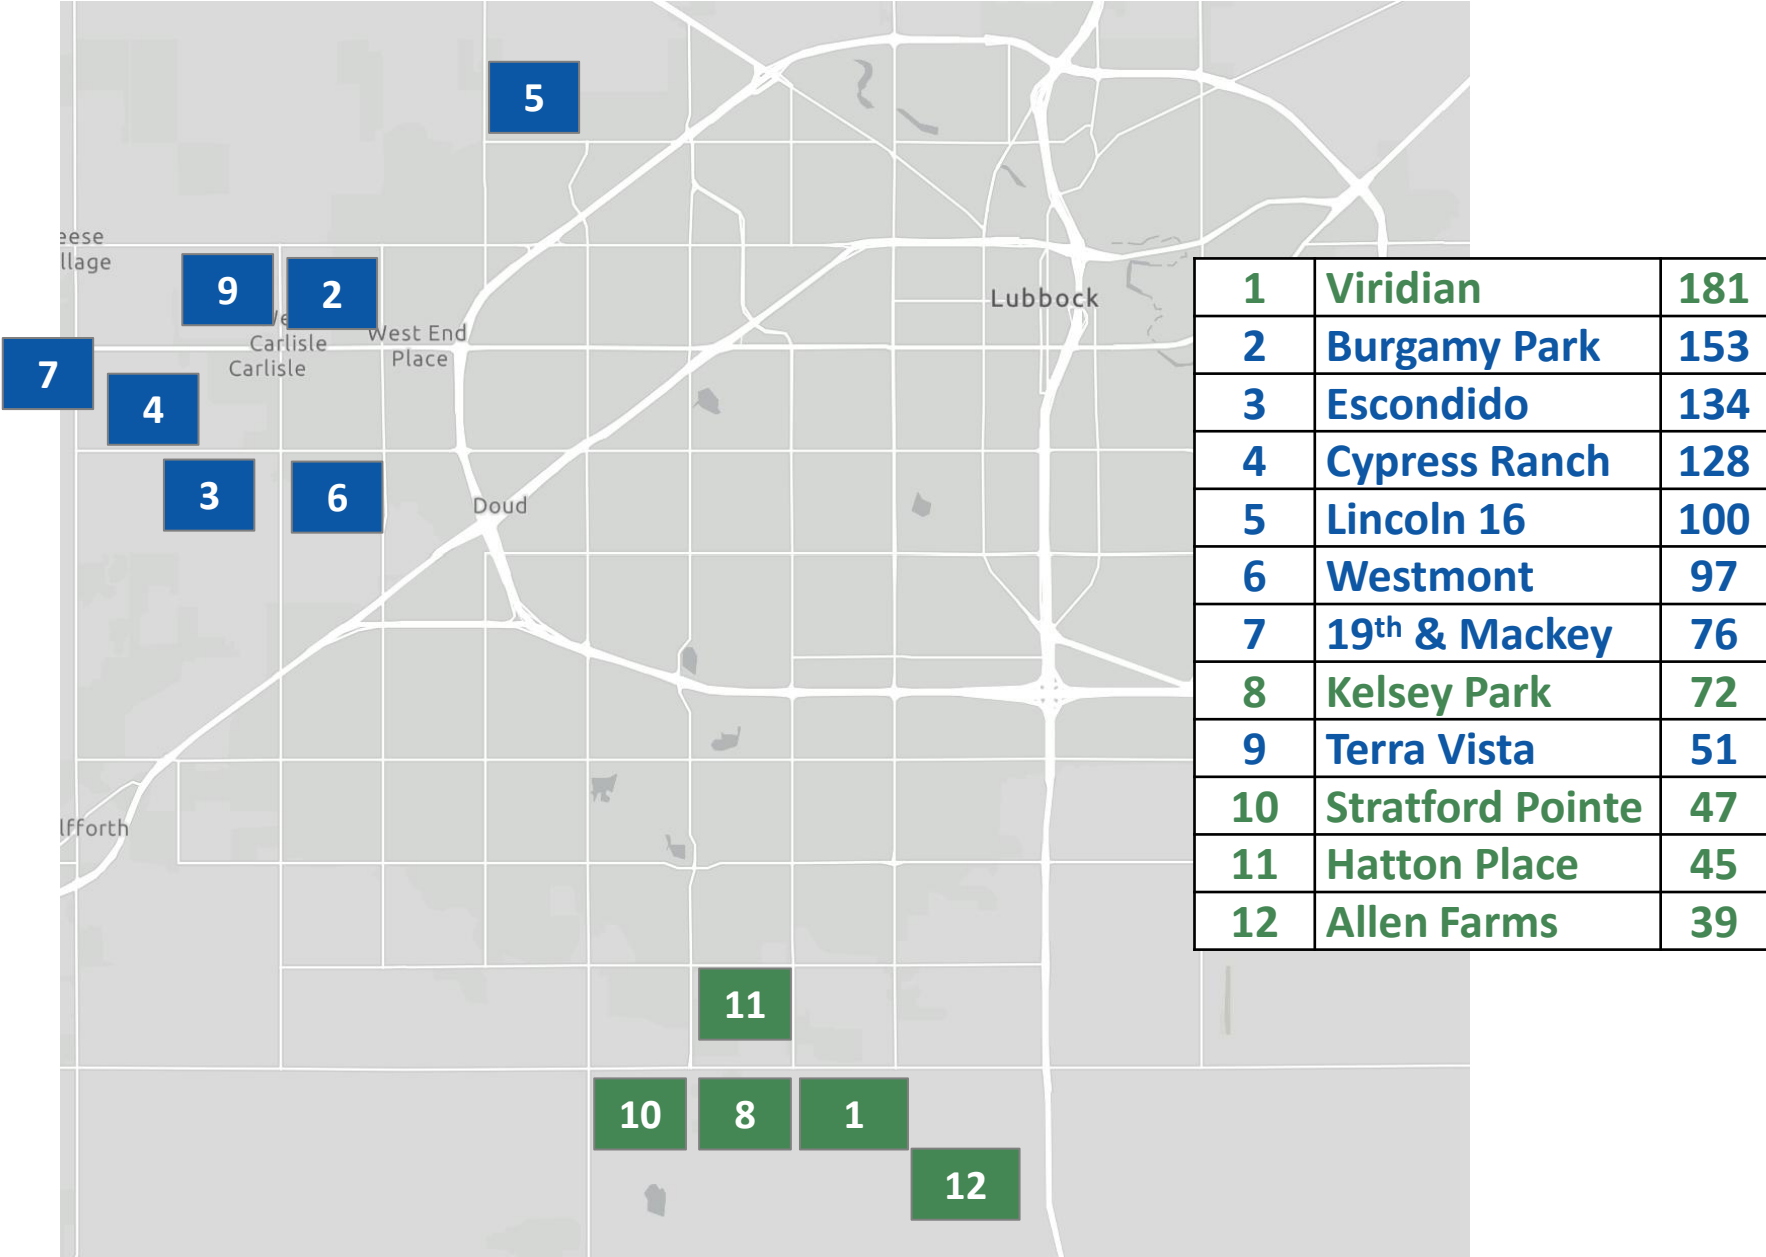 5
eese
llage
9
2
Lubbock
Carlisle
West End
Place
Carlisle
7
4
3
6
Doud
lfforth
11
10
8
1
12
1 Viridian 181
2 Burgamy Park 153
3 Escondido 134
4 Cypress Ranch 128
5 Lincoln 16 100
6 Westmont 97
7 19th & Mackey 76
8 Kelsey Park 72
9 Terra Vista 51
10 Stratford Pointe 47
11 Hatton Place 45
12 Allen Farms 39